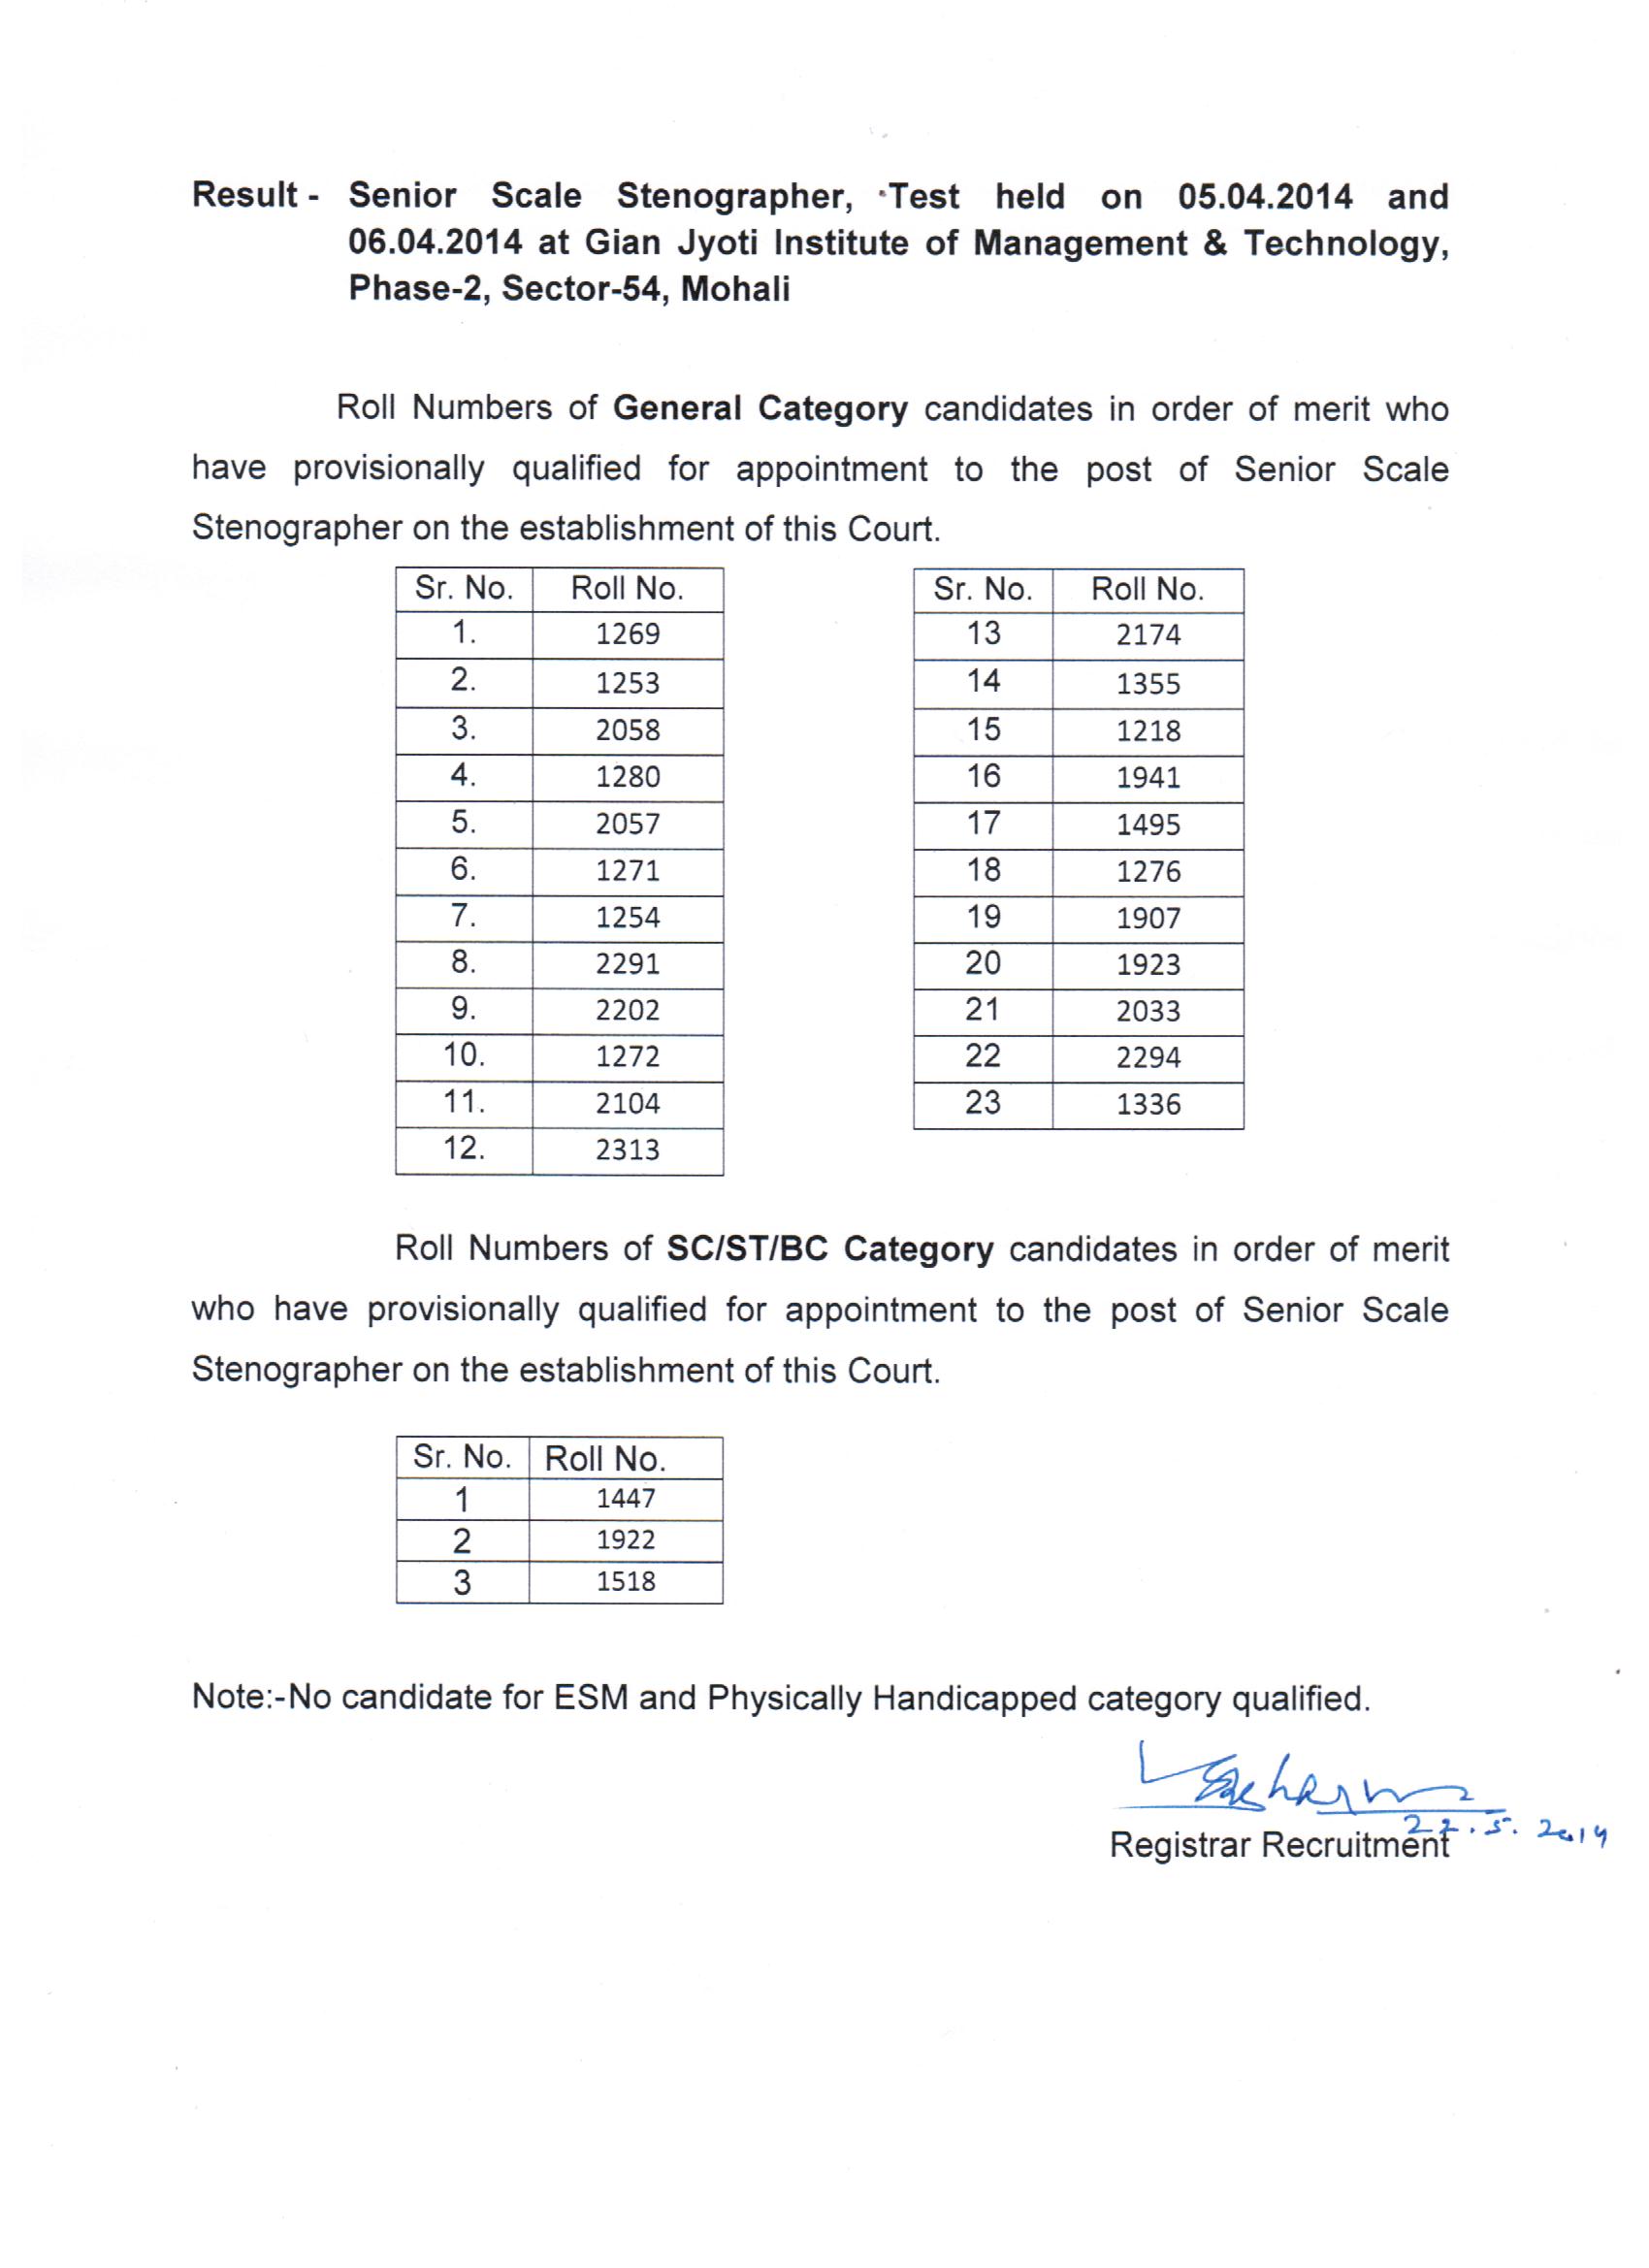 Result - Senior Scale Stenographer, Test held on 05.04.2014 and
06.04.2014 at Gian Jyoti Institute of Management & Technology,
Phase-2, Sector-54, Mohali
Roll Numbers of General Category candidates in order of merit who
have provisionally qualified for appointment to the post of Senior Scale
Stenographer on the establishment of this Court.
Sr. No. Roll No.
1. 1269
2. 1253
3. 2058
4. 1280
5. 2057
6. 1271
7. 1254
8. 2291
9. 2202
10. 1272
11. 2104
12. 2313
Sr. No. Roll No.
13 2174
14 1355
15 1218
16 1941
17 1495
18 1276
19 1907
20 1923
21 2033
22 2294
23 1336
Roll Numbers of SC/ST/BC Category candidates in order of merit
who have provisionally qualified for appointment to the post of Senior Scale
Stenographer on the establishment of this Court.
Sr. No. Roll No.
1 1447
2 1922
3 1518
Note:-No candidate for ESM and Physically Handicapped category qualified.
Registrar Recruitment